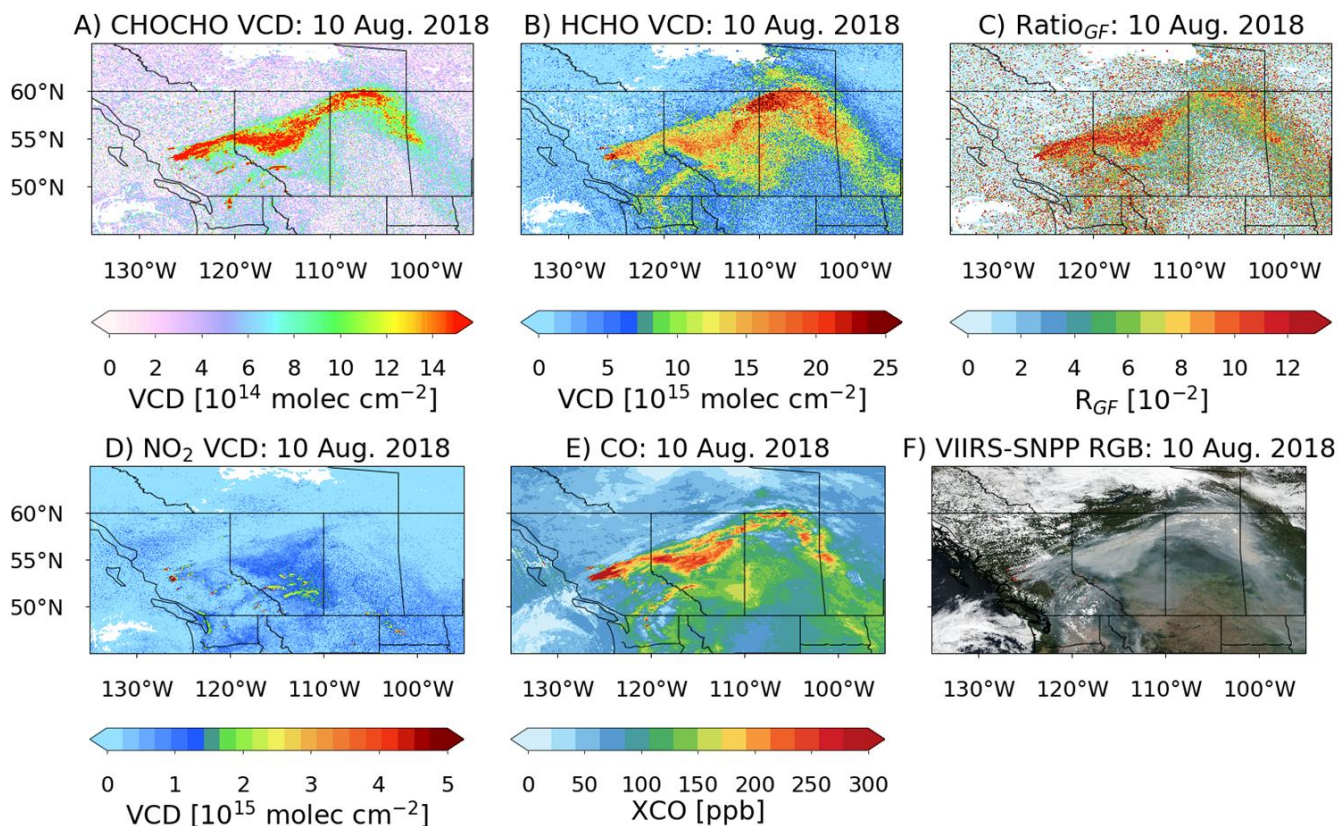 A) CHOCHO VCD: 10 Aug. 2018
B) HCHO VCD: 10 Aug. 2018
C) Ratio_GF: 10 Aug. 2018
60°N
55°N
50°N
130°W 120°W 110°W 100°W
130°W 120°W 110°W 100°W
130°W 120°W 110°W 100°W
0 2 4 6 8 10 12 14
VCD [10^14 molec cm^−2]
0 5 10 15 20 25
VCD [10^15 molec cm^−2]
0 2 4 6 8 10 12
R_GF [10^−2]
D) NO₂ VCD: 10 Aug. 2018
E) CO: 10 Aug. 2018
F) VIIRS-SNPP RGB: 10 Aug. 2018
60°N
55°N
50°N
130°W 120°W 110°W 100°W
130°W 120°W 110°W 100°W
130°W 120°W 110°W 100°W
0 1 2 3 4 5
VCD [10^15 molec cm^−2]
0 50 100 150 200 250 300
XCO [ppb]